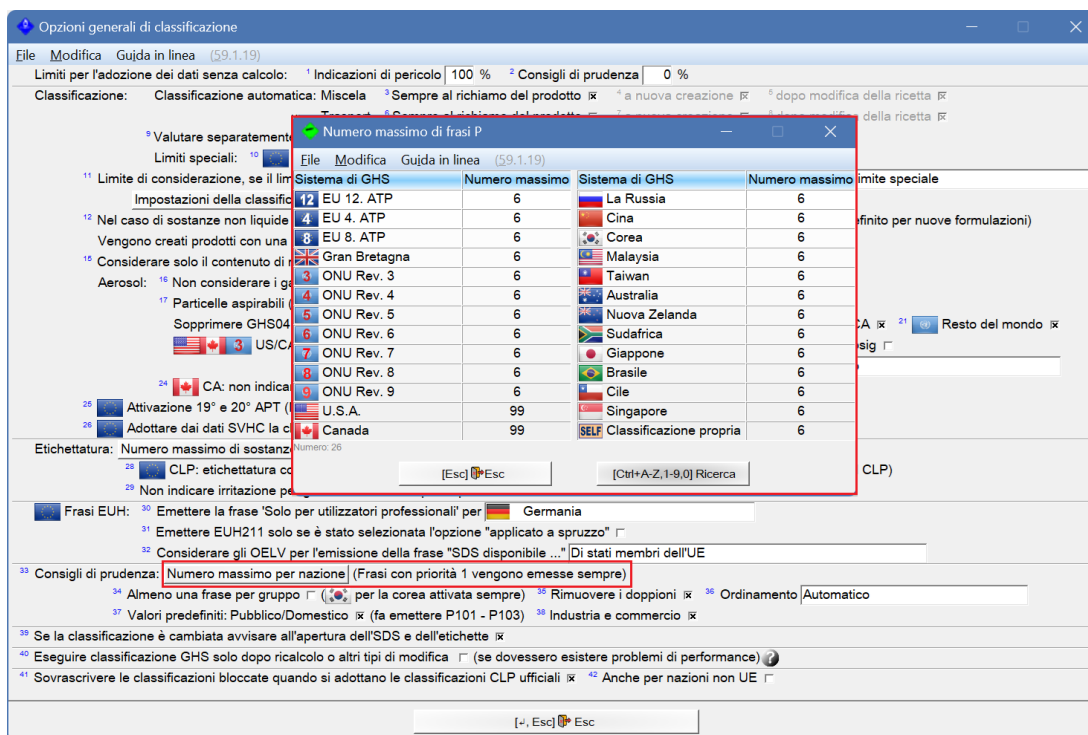 Opzioni generali di classificazione
File Modifica Guida in linea (59.1.19)
Limiti per l'adozione dei dati senza calcolo: 1 Indicazioni di pericolo 100 % 2 Consigli di prudenza 0 %
Classificazione: Classificazione automatica: Miscela 3 Sempre al richiamo del prodotto 4 a nuova creazione 5 dopo modifica della ricetta
della ricetta
9 Valutare separatamente
Limiti speciali: 10
11 Limite di considerazione, se il lim
imite speciale
Impostazioni della classific
12 Nel caso di sostanze non liquide
efinito per nuove formulazioni)
Vengono creati prodotti con una
15 Considerare solo il contenuto di
Aerosol: 16 Non considerare i ga
17 Particelle aspirabili (
Sopprimere GHS04
CA 21 Resto del mondo
3 US/CA
sig
24 CA: non indica
25 Attivazione 19° e 20° APT (
26 Adottare dai dati SVHC la c
Numero massimo di frasi P
File Modifica Guida in linea (59.1.19)
Sistema di GHS Numero massimo Sistema di GHS Numero massimo
12 EU 12. ATP 6 La Russia 6
4 EU 4. ATP 6 Cina 6
8 EU 8. ATP 6 Corea 6
Gran Bretagna 6 Malaysia 6
3 ONU Rev. 3 6 Taiwan 6
4 ONU Rev. 4 6 Australia 6
5 ONU Rev. 5 6 Nuova Zelanda 6
6 ONU Rev. 6 6 Sudafrica 6
7 ONU Rev. 7 6 Giappone 6
8 ONU Rev. 8 6 Brasile 6
9 ONU Rev. 9 6 Cile 6
U.S.A. 99 Singapore 6
Canada 99 SELF Classificazione propria 6
Numero: 26
[Esc] Esc [Ctrl+A-Z,1-9,0] Ricerca
Etichettatura: Numero massimo di sostanz
28 CLP: etichettatura co
CLP)
29 Non indicare irritazione pe
Frasi EUH: 30 Emettere la frase 'Solo per utilizzatori professionali' per Germania
31 Emettere EUH211 solo se è stato selezionata l'opzione "applicato a spruzzo"
32 Considerare gli OELV per l'emissione della frase "SDS disponibile ..." Di stati membri dell'UE
33 Consigli di prudenza: Numero massimo per nazione (Frasi con priorità 1 vengono emesse sempre)
34 Almeno una frase per gruppo ( per la corea attivata sempre) 35 Rimuovere i doppioni 36 Ordinamento Automatico
37 Valori predefiniti: Pubblico/Domestico (fa emettere P101 - P103) 38 Industria e commercio
39 Se la classificazione è cambiata avvisare all'apertura dell'SDS e dell'etichette
40 Eseguire classificazione GHS solo dopo ricalcolo o altri tipi di modifica (se dovessero esistere problemi di performance)
41 Sovrascrivere le classificazioni bloccate quando si adottano le classificazioni CLP ufficiali 42 Anche per nazioni non UE
[↵, Esc] Esc